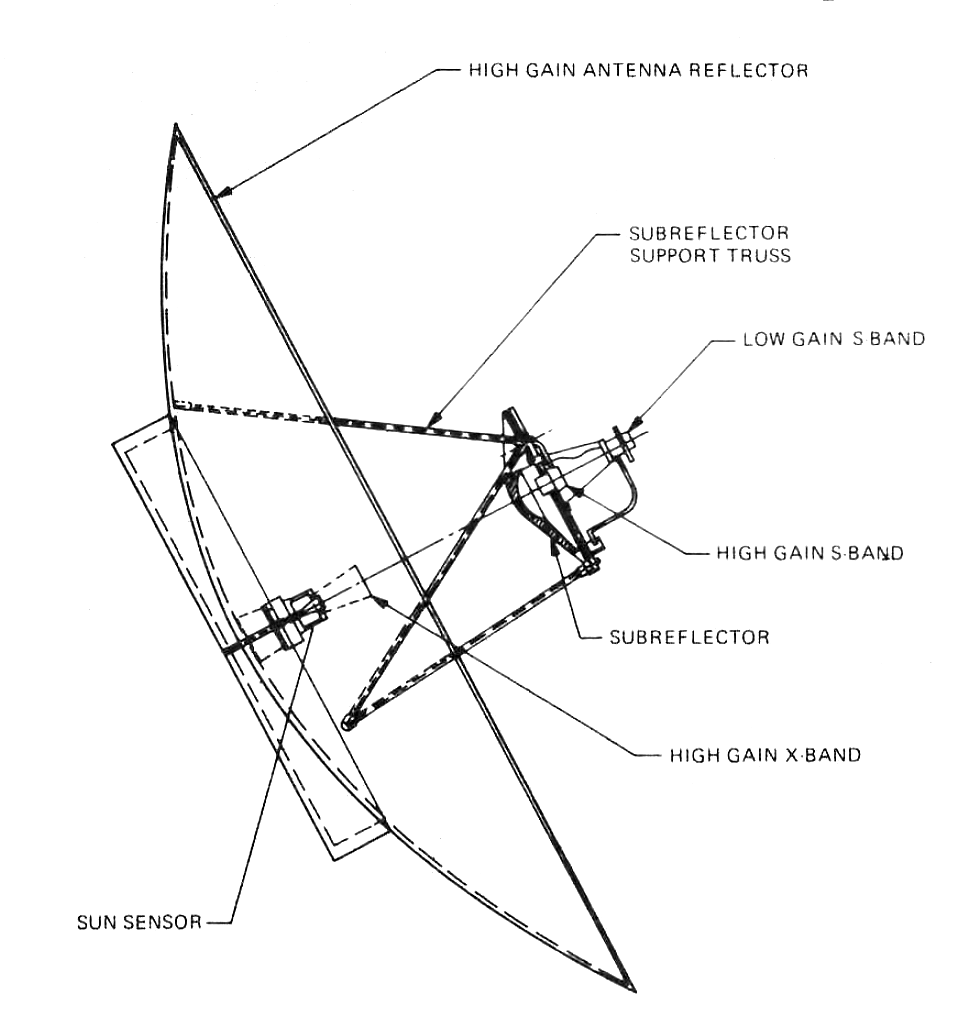 HIGH GAIN ANTENNA REFLECTOR
SUBREFLECTOR
SUPPORT TRUSS
LOW GAIN S BAND
HIGH GAIN S-BAND
SUBREFLECTOR
HIGH GAIN X-BAND
SUN SENSOR